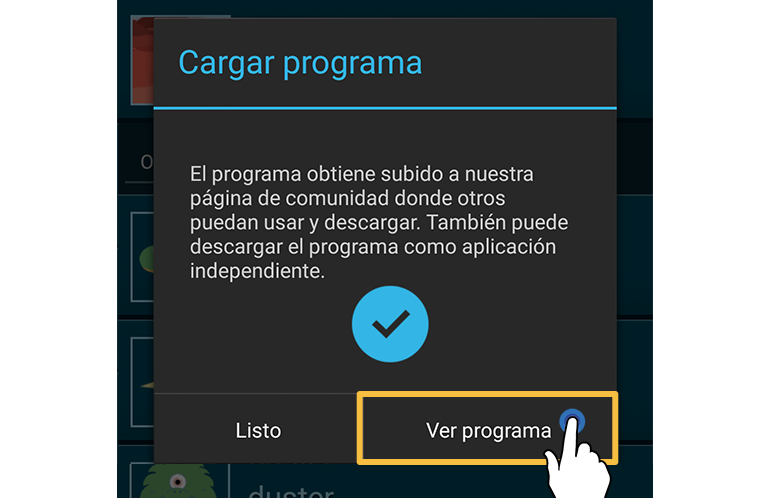 Cargar programa
El programa obtiene subido a nuestra
página de comunidad donde otros
puedan usar y descargar. También puede
descargar el programa como aplicación
independiente.
Listo
Ver programa